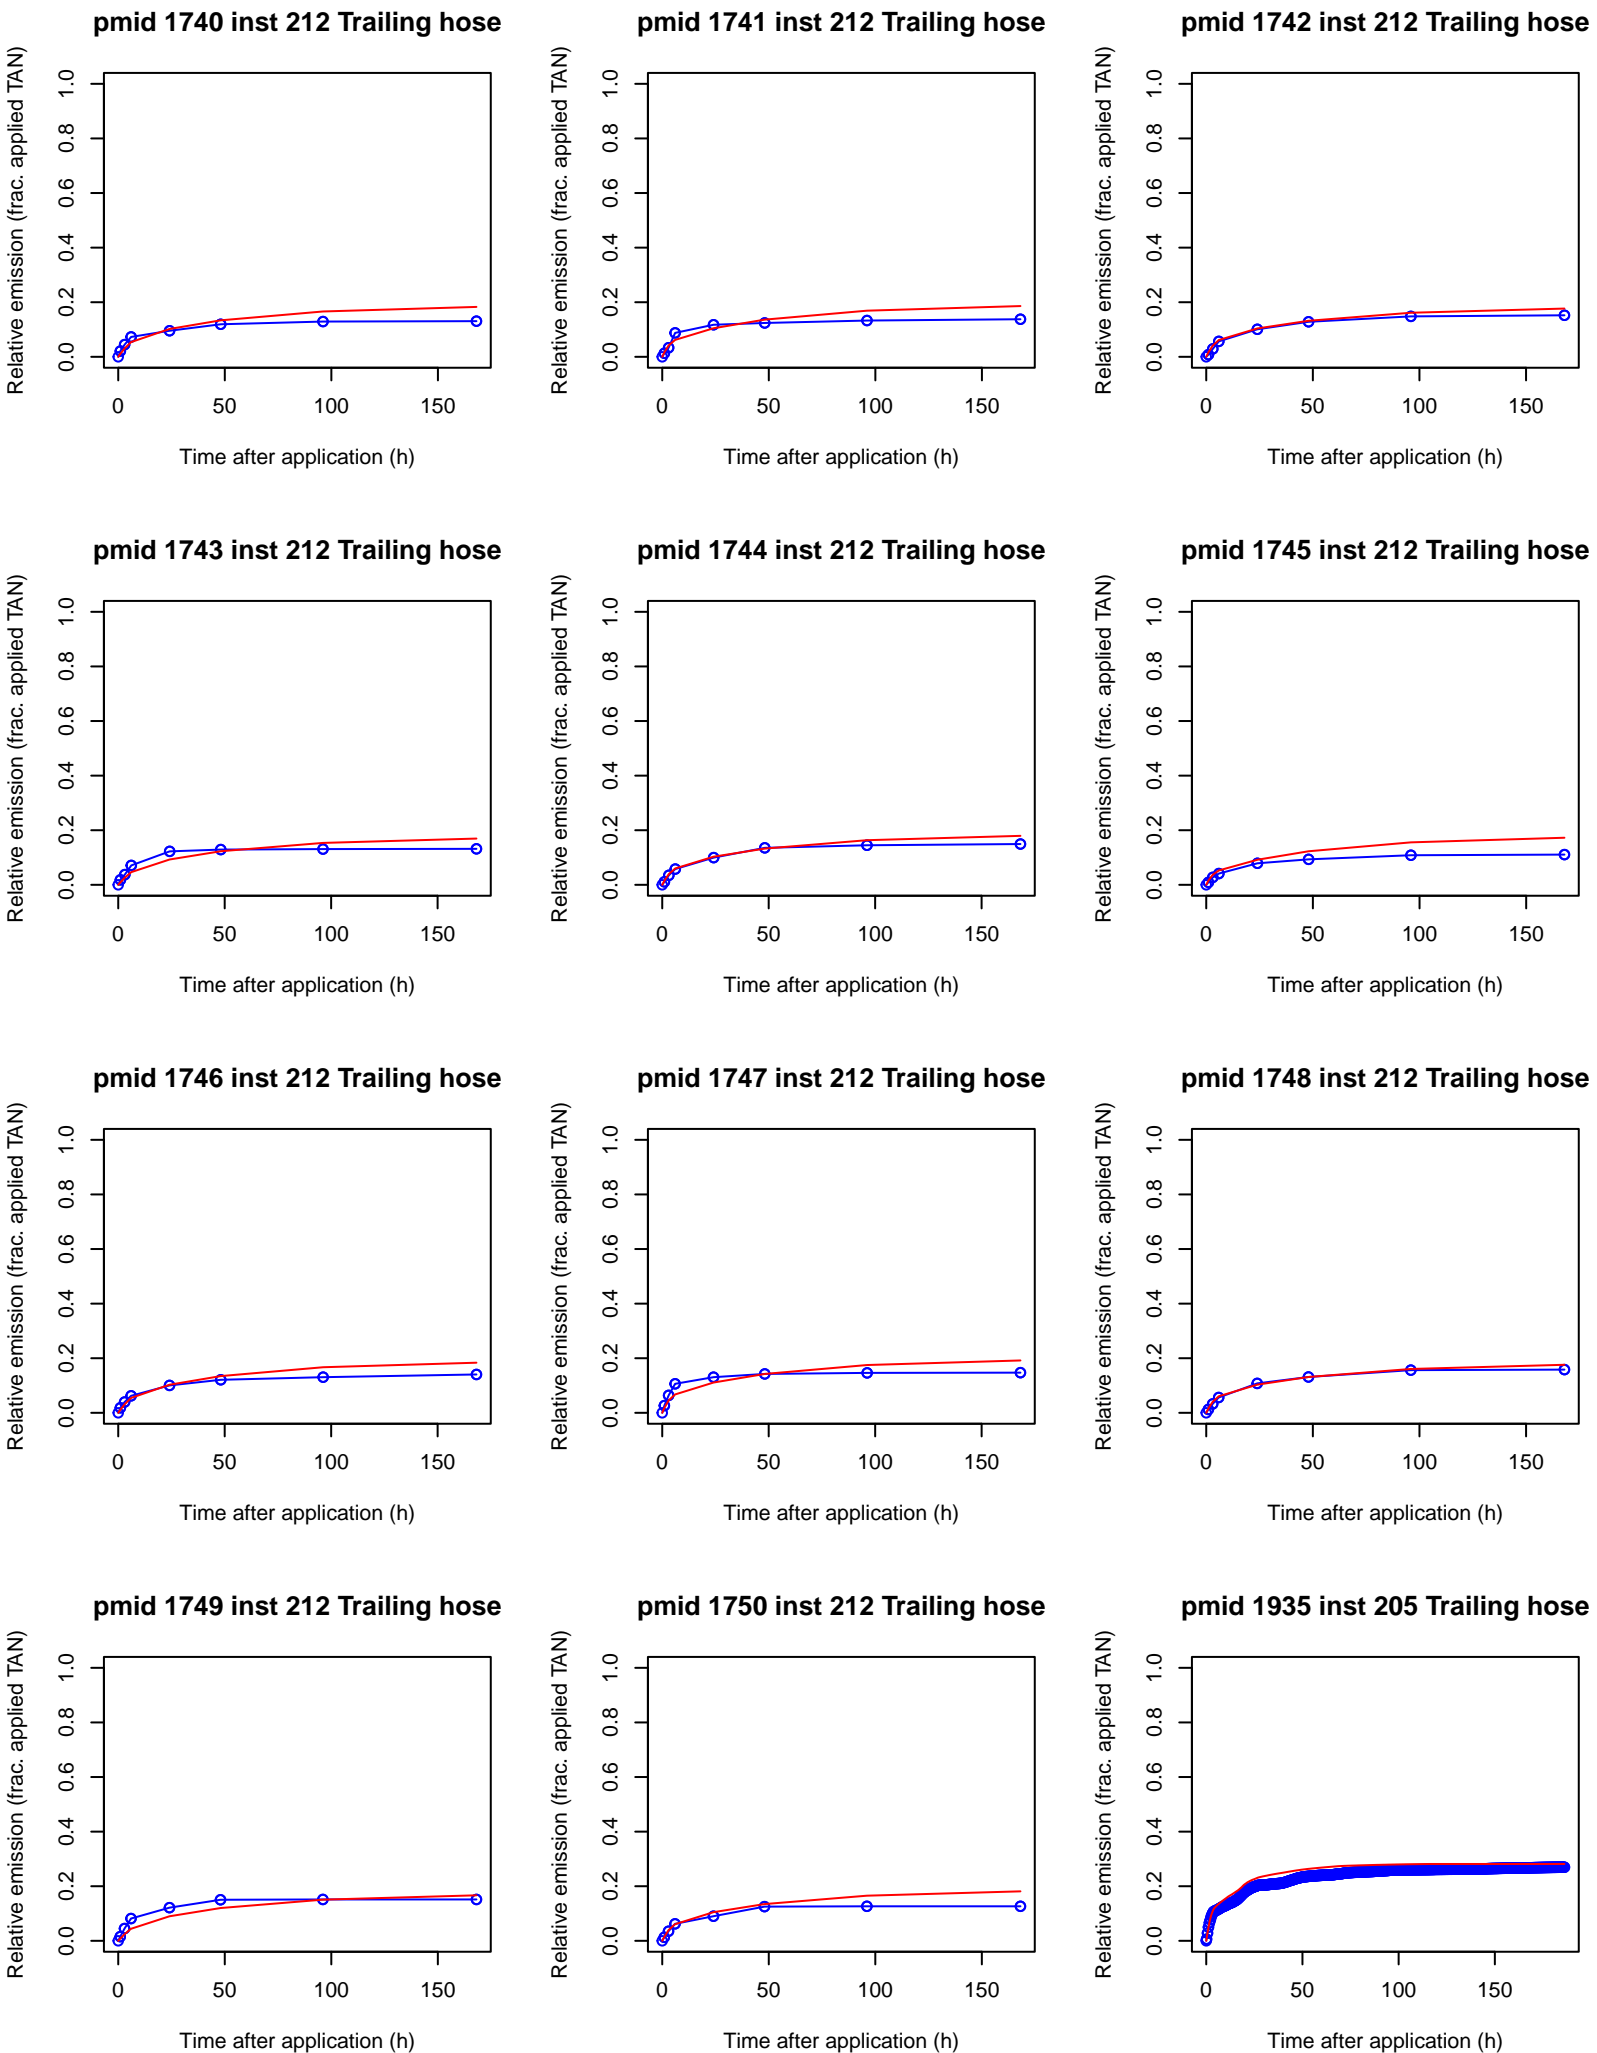 pmid 1740 inst 212 Trailing hose
Relative emission (frac. applied TAN)
1.0
0.8
0.6
0.4
0.2
0.0
0 50 100 150
Time after application (h)
pmid 1741 inst 212 Trailing hose
Relative emission (frac. applied TAN)
1.0
0.8
0.6
0.4
0.2
0.0
0 50 100 150
Time after application (h)
pmid 1742 inst 212 Trailing hose
Relative emission (frac. applied TAN)
1.0
0.8
0.6
0.4
0.2
0.0
0 50 100 150
Time after application (h)
pmid 1743 inst 212 Trailing hose
Relative emission (frac. applied TAN)
1.0
0.8
0.6
0.4
0.2
0.0
0 50 100 150
Time after application (h)
pmid 1744 inst 212 Trailing hose
Relative emission (frac. applied TAN)
1.0
0.8
0.6
0.4
0.2
0.0
0 50 100 150
Time after application (h)
pmid 1745 inst 212 Trailing hose
Relative emission (frac. applied TAN)
1.0
0.8
0.6
0.4
0.2
0.0
0 50 100 150
Time after application (h)
pmid 1746 inst 212 Trailing hose
Relative emission (frac. applied TAN)
1.0
0.8
0.6
0.4
0.2
0.0
0 50 100 150
Time after application (h)
pmid 1747 inst 212 Trailing hose
Relative emission (frac. applied TAN)
1.0
0.8
0.6
0.4
0.2
0.0
0 50 100 150
Time after application (h)
pmid 1748 inst 212 Trailing hose
Relative emission (frac. applied TAN)
1.0
0.8
0.6
0.4
0.2
0.0
0 50 100 150
Time after application (h)
pmid 1749 inst 212 Trailing hose
Relative emission (frac. applied TAN)
1.0
0.8
0.6
0.4
0.2
0.0
0 50 100 150
Time after application (h)
pmid 1750 inst 212 Trailing hose
Relative emission (frac. applied TAN)
1.0
0.8
0.6
0.4
0.2
0.0
0 50 100 150
Time after application (h)
pmid 1935 inst 205 Trailing hose
Relative emission (frac. applied TAN)
1.0
0.8
0.6
0.4
0.2
0.0
0 50 100 150
Time after application (h)